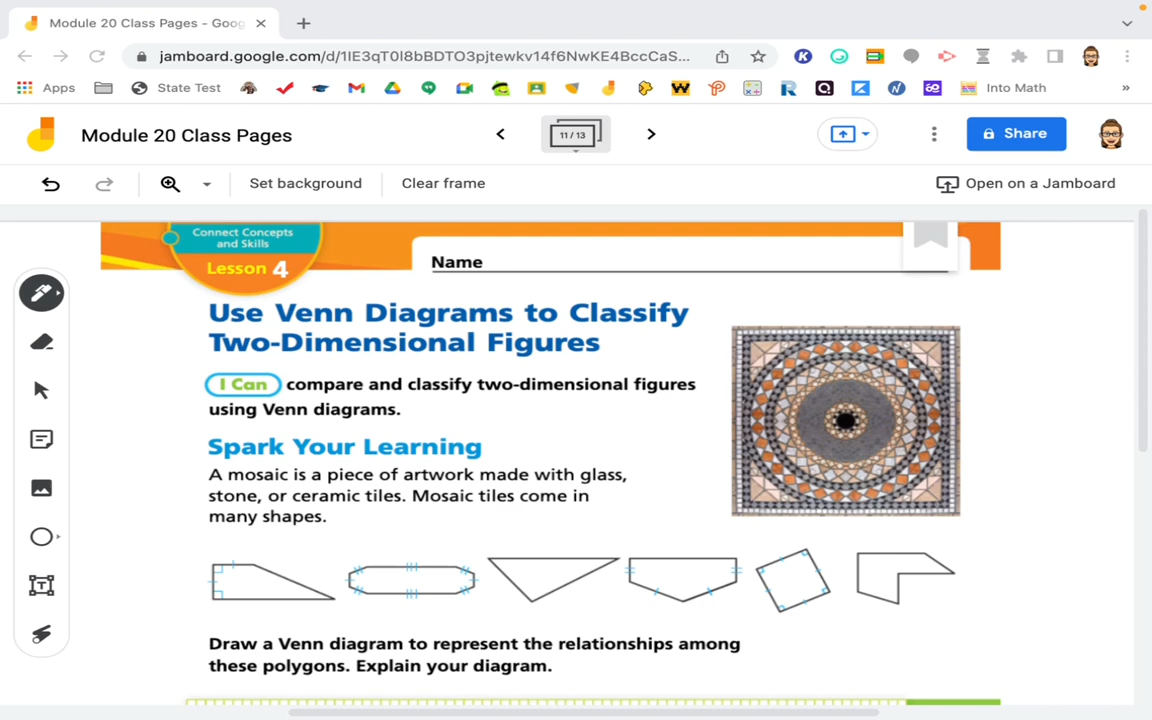 Module 20 Class Pages - Goog
jamboard.google.com/d/1IE3qT0l8bBDTO3pjtewkv14f6NwKE4BccCaS...
Apps
State Test
Into Math
Module 20 Class Pages
11 / 13
Share
Set background
Clear frame
Open on a Jamboard
Connect Concepts
and Skills
Lesson 4
Name
Use Venn Diagrams to Classify
Two-Dimensional Figures
I Can compare and classify two-dimensional figures
using Venn diagrams.
Spark Your Learning
A mosaic is a piece of artwork made with glass,
stone, or ceramic tiles. Mosaic tiles come in
many shapes.
Draw a Venn diagram to represent the relationships among
these polygons. Explain your diagram.